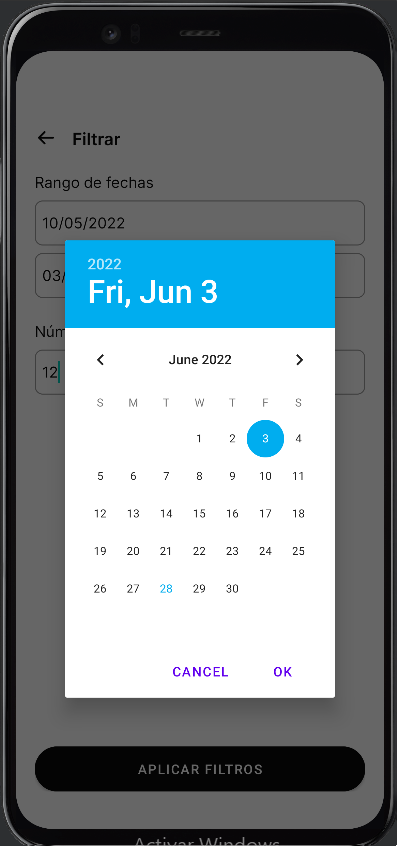 Filtrar
Rango de fechas
10/05/2022
03/
2022
Fri, Jun 3
Núm
12
June 2022
S M T W T F S
1 2 3 4
5 6 7 8 9 10 11
12 13 14 15 16 17 18
19 20 21 22 23 24 25
26 27 28 29 30
CANCEL OK
APLICAR FILTROS
Activar Windows